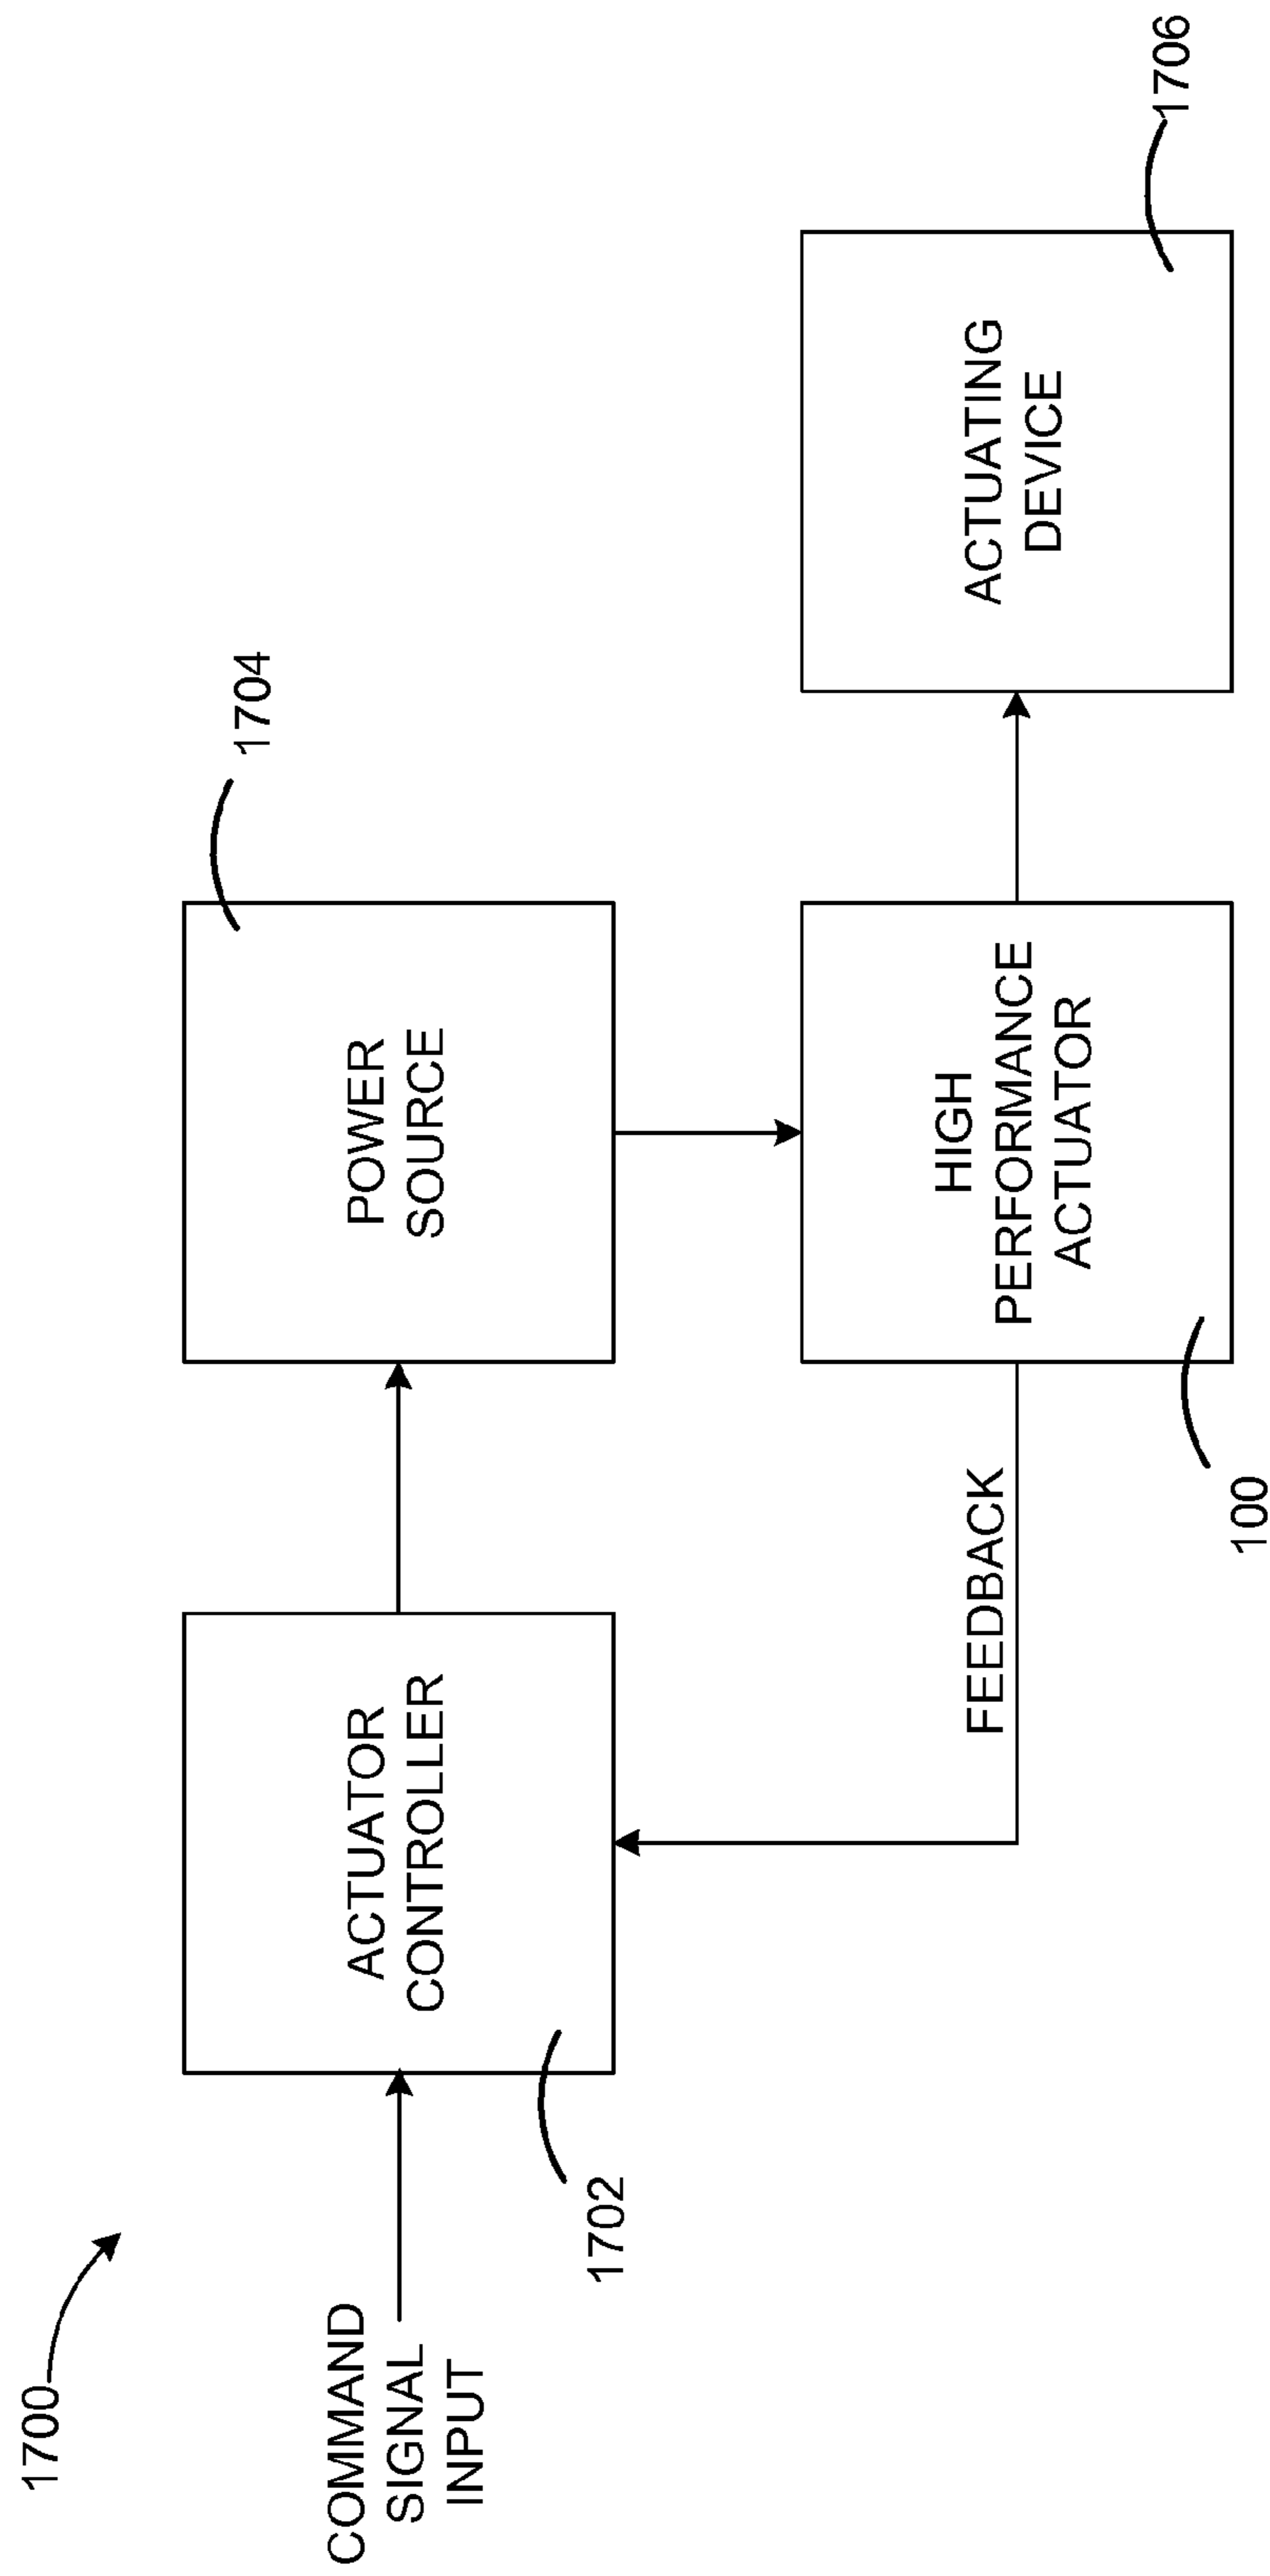 1700
COMMAND
SIGNAL
INPUT
1702
ACTUATOR
CONTROLLER
1704
POWER
SOURCE
FEEDBACK
100
HIGH
PERFORMANCE
ACTUATOR
ACTUATING
DEVICE
1706